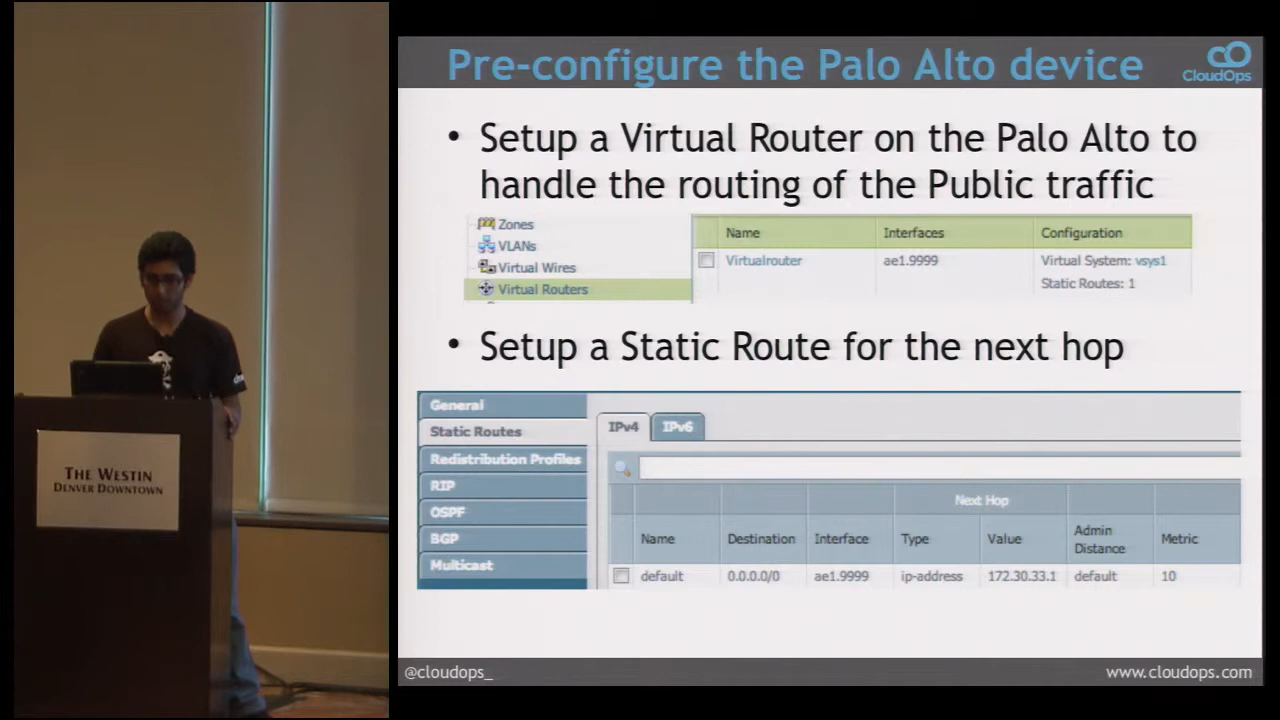 Pre-configure the Palo Alto device
CloudOps
• Setup a Virtual Router on the Palo Alto to
handle the routing of the Public traffic
Zones
VLANs
Virtual Wires
Virtual Routers
Name Interfaces Configuration
Virtualrouter ae1.9999 Virtual System: vsys1
Static Routes: 1
• Setup a Static Route for the next hop
General
Static Routes
Redistribution Profiles
RIP
OSPF
BGP
Multicast
IPv4 IPv6
Next Hop
Name Destination Interface Type Value Admin Distance Metric
default 0.0.0.0/0 ae1.9999 ip-address 172.30.33.1 default 10
@cloudops_ www.cloudops.com
THE WESTIN
DENVER DOWNTOWN